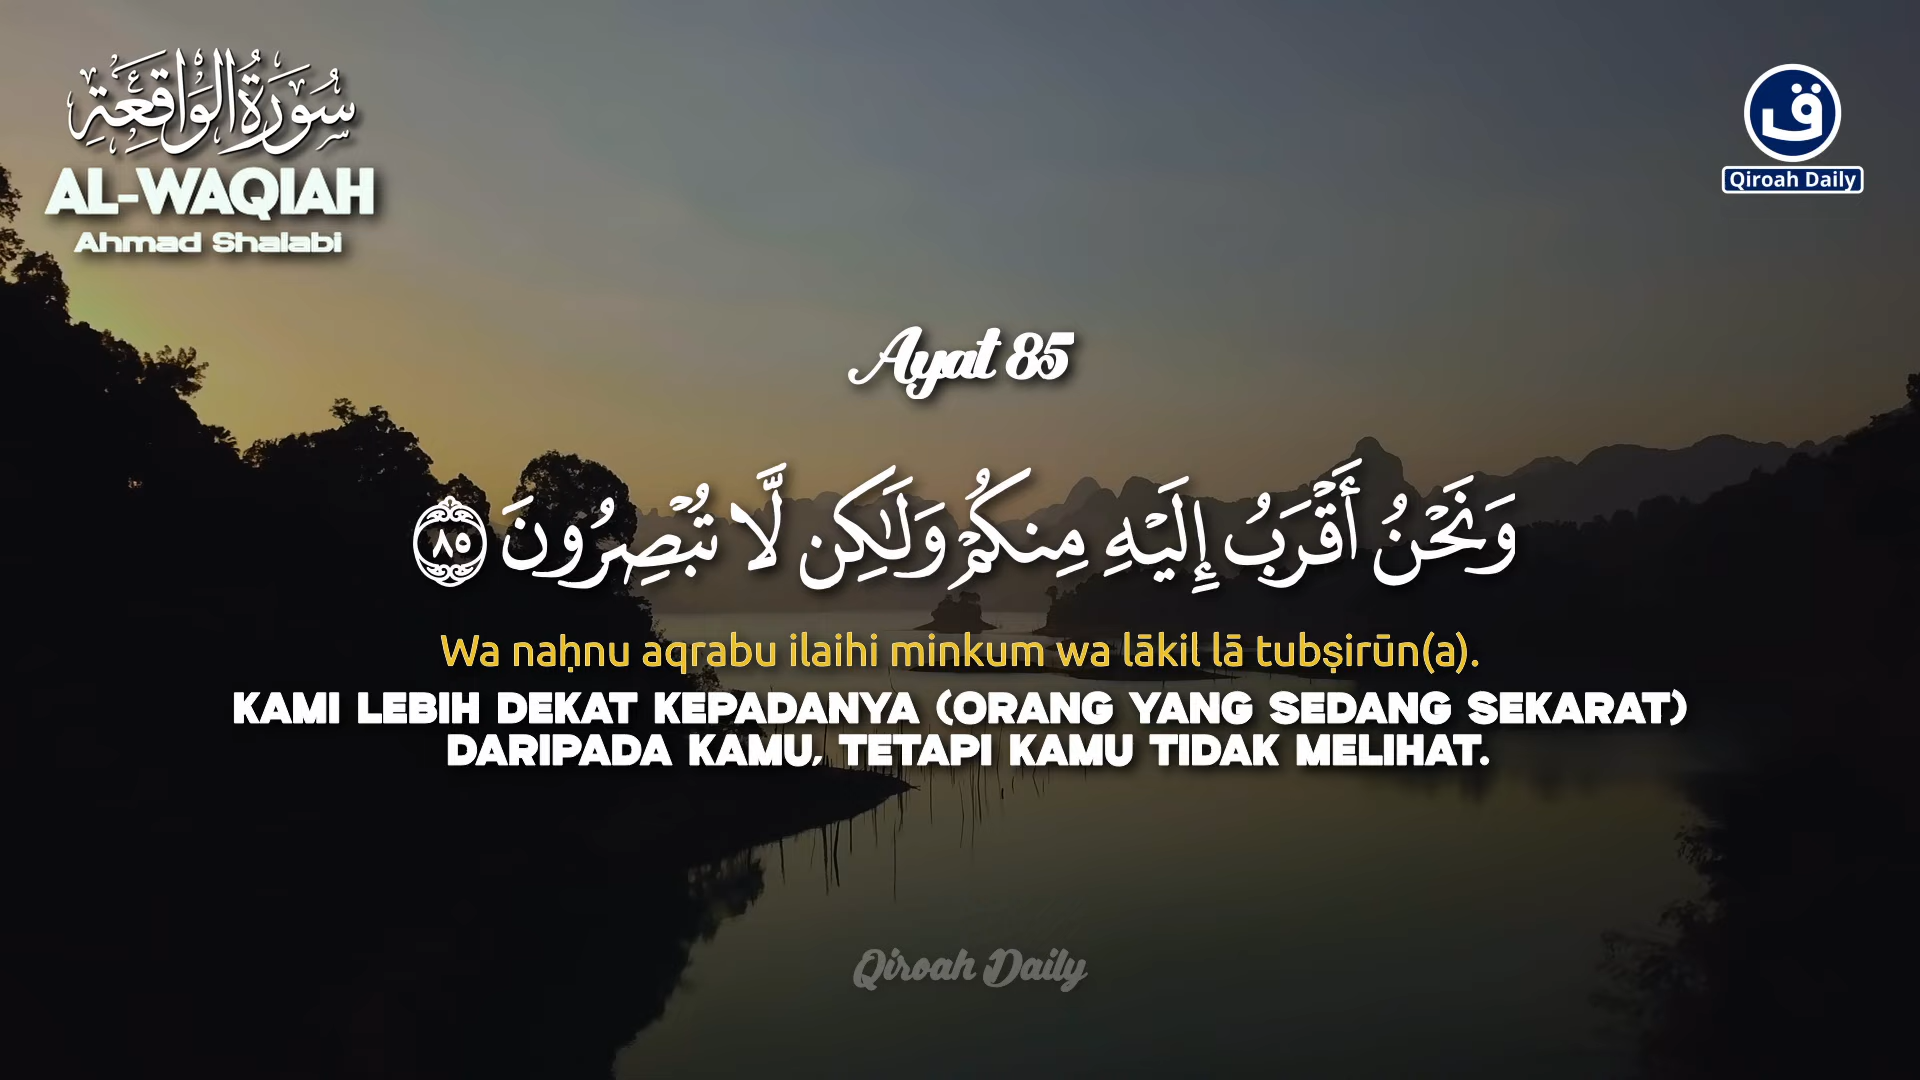 سُورَةُ الْوَاقِعَةِ
AL-WAQIAH
Ahmad Shalabi
ق
Qiroah Daily
Ayat 85
وَنَحْنُ أَقْرَبُ إِلَيْهِ مِنكُمْ وَلَـٰكِن لَّا تُبْصِرُونَ ٨٥
Wa naḥnu aqrabu ilaihi minkum wa lākil lā tubṣirūn(a).
KAMI LEBIH DEKAT KEPADANYA (ORANG YANG SEDANG SEKARAT)
DARIPADA KAMU, TETAPI KAMU TIDAK MELIHAT.
Qiroah Daily